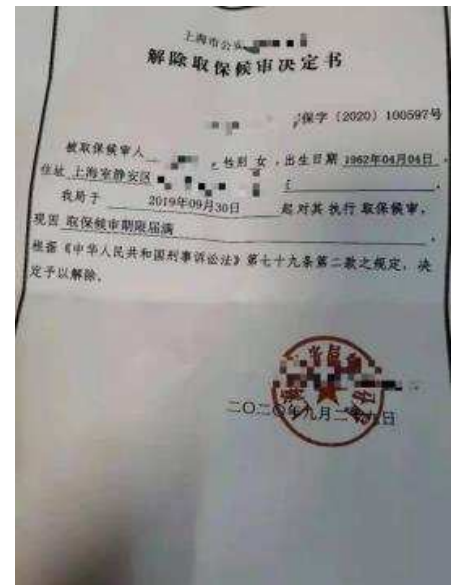 上海市公安
解除取保候审决定书
保字〔2020〕100597号
被取保候审人 ,性别 女 ,出生日期 1962年04月04日,
住址 上海室静安区
我局于 2019年09月30日 起对其 执行 取保候审,
现因 取保候审期限届满 ,
根据《中华人民共和国刑事诉讼法》第七十九条第二款之规定,决
定予以解除。
二〇二〇年九月二 九日